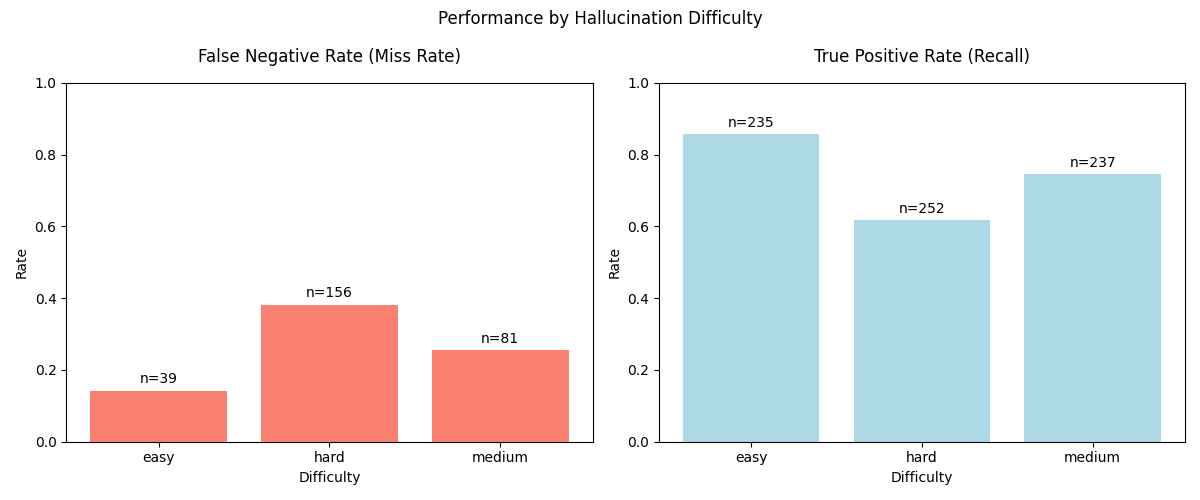 Performance by Hallucination Difficulty
False Negative Rate (Miss Rate)
1.0
0.8
0.6
0.4
0.2
0.0
Rate
n=39
n=156
n=81
easy
hard
medium
Difficulty
True Positive Rate (Recall)
1.0
0.8
0.6
0.4
0.2
0.0
Rate
n=235
n=252
n=237
easy
hard
medium
Difficulty